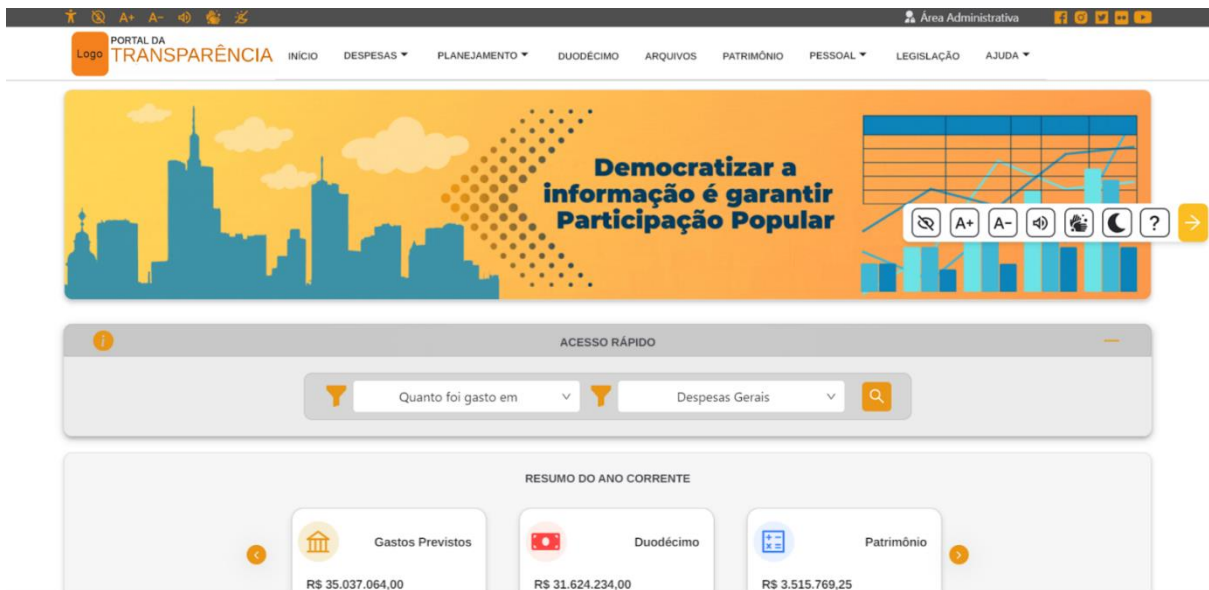 A+ A-
Área Administrativa
Logo
PORTAL DA
TRANSPARÊNCIA
INÍCIO DESPESAS PLANEJAMENTO DUODÉCIMO ARQUIVOS PATRIMÔNIO PESSOAL LEGISLAÇÃO AJUDA
Democratizar a
informação é garantir
Participação Popular
A+ A- ?
ACESSO RÁPIDO
Quanto foi gasto em
Despesas Gerais
RESUMO DO ANO CORRENTE
Gastos Previstos
R$ 35.037.064,00
Duodécimo
R$ 31.624.234,00
Patrimônio
R$ 3.515.769,25